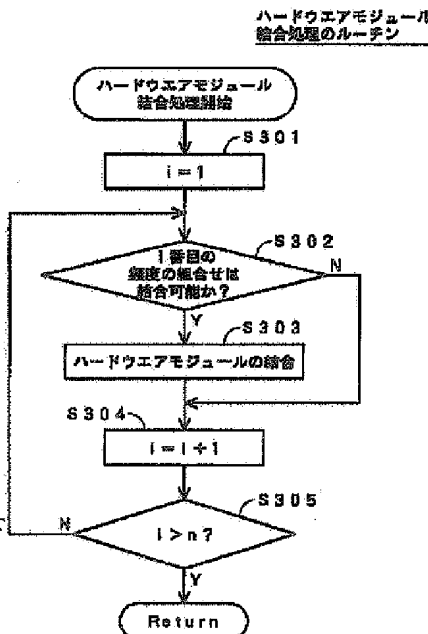 ハードウエアモジュール
結合処理のルーチン
ハードウエアモジュール
結合処理開始
S301
i=1
S302
i番目の
頻度の組合せは
結合可能か?
N
Y
S303
ハードウエアモジュールの結合
S304
i=i+1
S305
i>n?
N
Y
Return